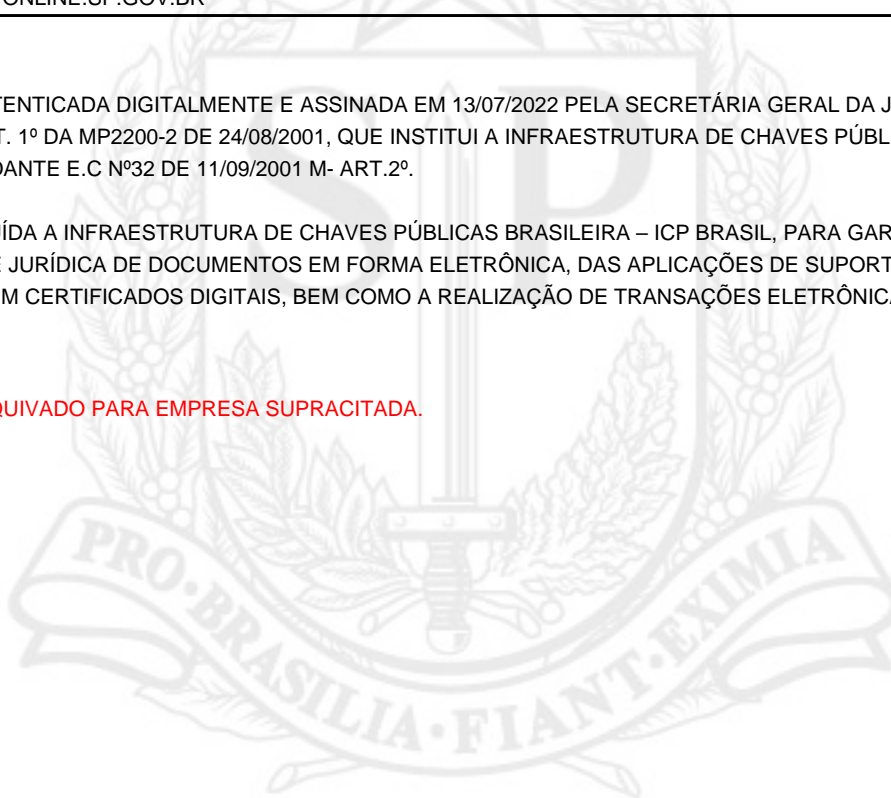 ONLINE.SP.GOV.BR
TENTICADA DIGITALMENTE E ASSINADA EM 13/07/2022 PELA SECRETÁRIA GERAL DA J
T. 1º DA MP2200-2 DE 24/08/2001, QUE INSTITUI A INFRAESTRUTURA DE CHAVES PÚBL
DANTE E.C Nº32 DE 11/09/2001 M- ART.2º.
ÍDA A INFRAESTRUTURA DE CHAVES PÚBLICAS BRASILEIRA – ICP BRASIL, PARA GAR
E JURÍDICA DE DOCUMENTOS EM FORMA ELETRÔNICA, DAS APLICAÇÕES DE SUPORT
M CERTIFICADOS DIGITAIS, BEM COMO A REALIZAÇÃO DE TRANSAÇÕES ELETRÔNICA
QUIVADO PARA EMPRESA SUPRACITADA.
SP
PRO·BRASILIA·FIANT·EXIMIA